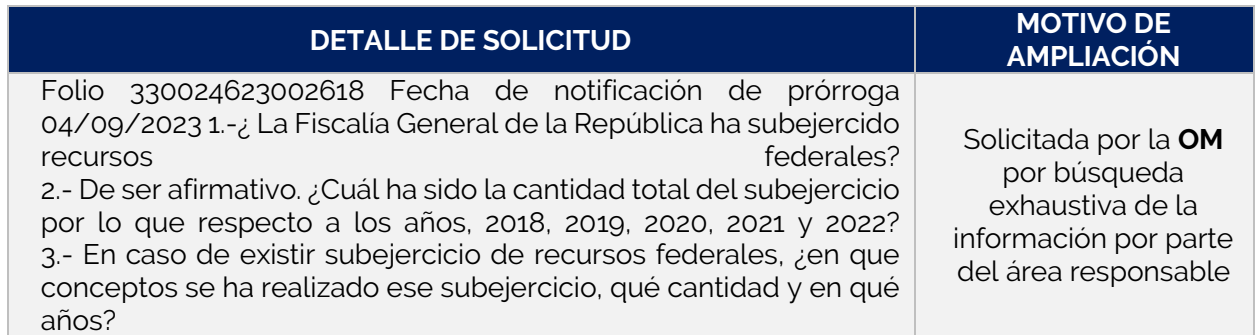 DETALLE DE SOLICITUD
MOTIVO DE
AMPLIACIÓN
Folio 330024623002618 Fecha de notificación de prórroga
04/09/2023 1.-¿ La Fiscalía General de la República ha subejercido
recursos federales?
2.- De ser afirmativo. ¿Cuál ha sido la cantidad total del subejercicio
por lo que respecto a los años, 2018, 2019, 2020, 2021 y 2022?
3.- En caso de existir subejercicio de recursos federales, ¿en que
conceptos se ha realizado ese subejercicio, qué cantidad y en qué
años?
Solicitada por la OM
por búsqueda
exhaustiva de la
información por parte
del área responsable